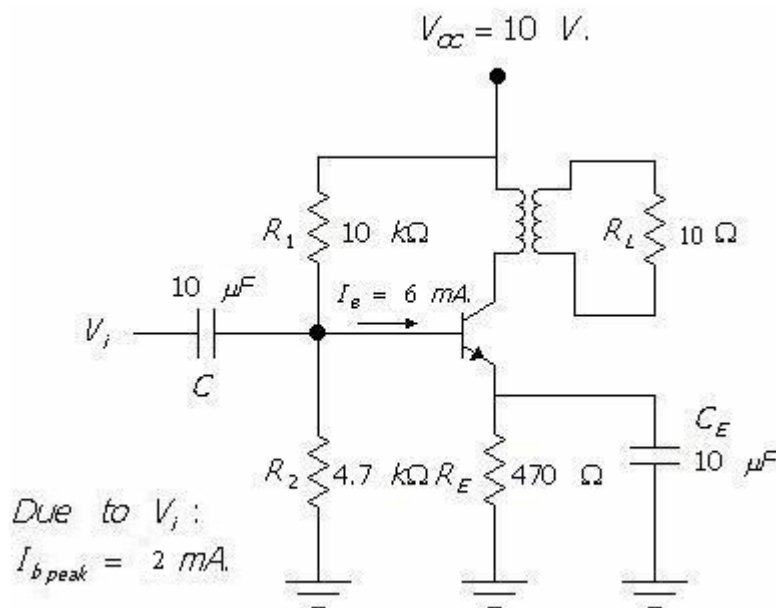 V_CC = 10 V.
R_1 10 kΩ
R_L 10 Ω
10 μF
I_e = 6 mA.
V_i
C
C_E
10 μF
R_2 4.7 kΩ
R_E 470 Ω
Due to V_i :
I_b peak = 2 mA.